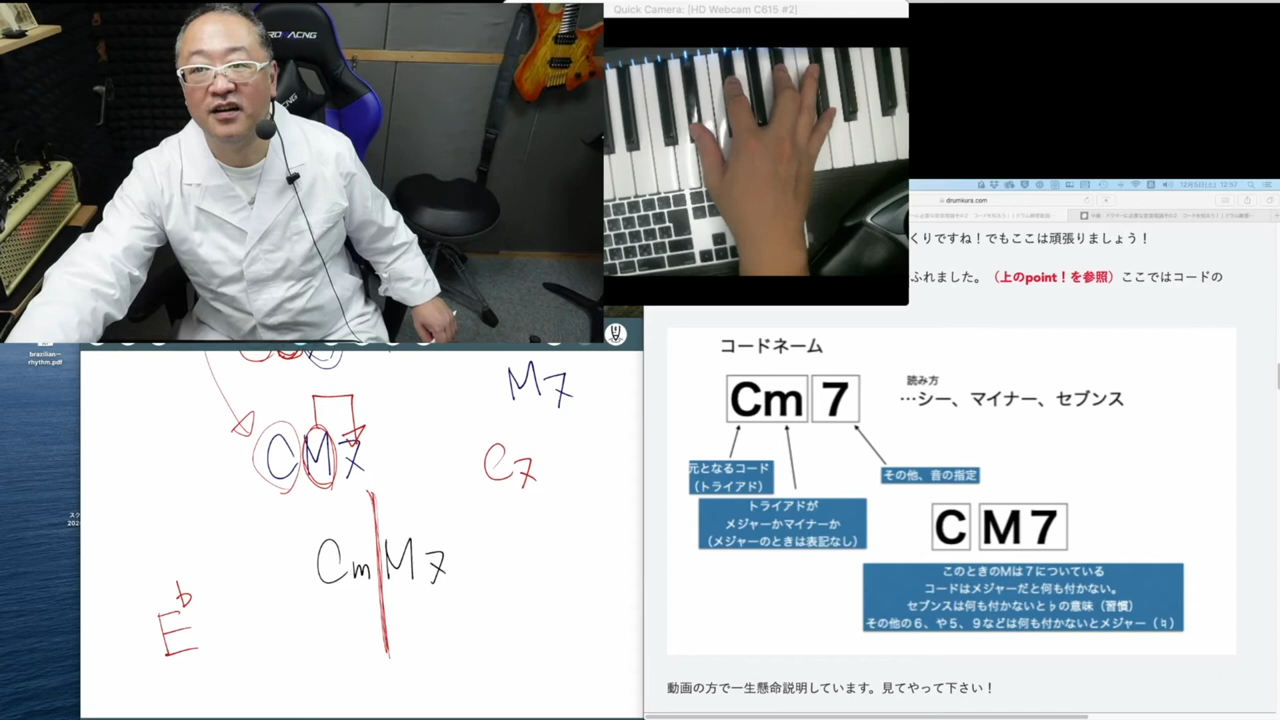 Quick Camera: [HD Webcam C615 #2]
ACNG
brazilian-
rhythm.pdf
12月5日(土) 12:57
drumkura.com
くりですね！でもここは頑張りましょう！
ふれました。（上のpoint！を参照）ここではコードの
コードネーム
Cm 7
読み方
…シー、マイナー、セブンス
元となるコード
（トライアド）
その他、音の指定
トライアドが
メジャーかマイナーか
（メジャーのときは表記なし）
C M7
このときのMは７についている
コードはメジャーだと何も付かない。
セブンスは何も付かないと♭の意味（習慣）
その他の６、や５、９などは何も付かないとメジャー（♮）
動画の方で一生懸命説明しています。見てやって下さい！
M7
CM7
C7
Cm M7
E♭